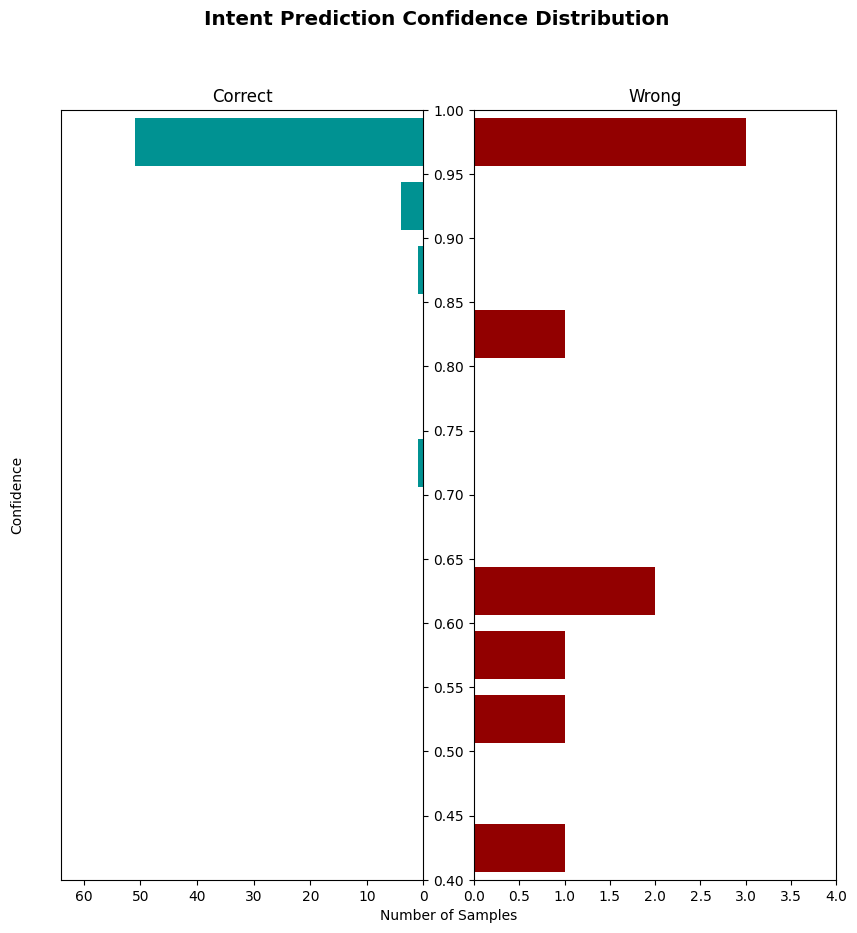 Intent Prediction Confidence Distribution
Correct
Wrong
Confidence
1.00
0.95
0.90
0.85
0.80
0.75
0.70
0.65
0.60
0.55
0.50
0.45
0.40
60 50 40 30 20 10 0
0.0 0.5 1.0 1.5 2.0 2.5 3.0 3.5 4.0
Number of Samples